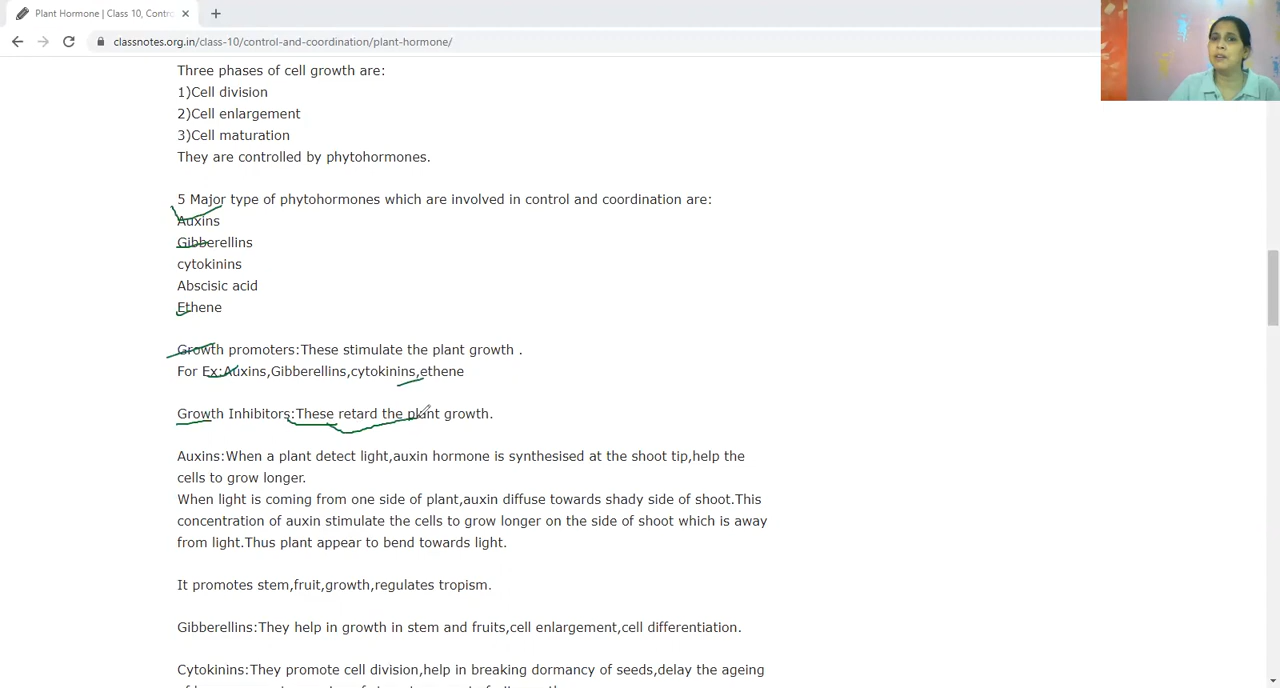 Plant Hormone | Class 10, Contro
classnotes.org.in/class-10/control-and-coordination/plant-hormone/
Three phases of cell growth are:
1)Cell division
2)Cell enlargement
3)Cell maturation
They are controlled by phytohormones.
5 Major type of phytohormones which are involved in control and coordination are:
Auxins
Gibberellins
cytokinins
Abscisic acid
Ethene
Growth promoters:These stimulate the plant growth .
For Ex:Auxins,Gibberellins,cytokinins,ethene
Growth Inhibitors:These retard the plant growth.
Auxins:When a plant detect light,auxin hormone is synthesised at the shoot tip,help the
cells to grow longer.
When light is coming from one side of plant,auxin diffuse towards shady side of shoot.This
concentration of auxin stimulate the cells to grow longer on the side of shoot which is away
from light.Thus plant appear to bend towards light.
It promotes stem,fruit,growth,regulates tropism.
Gibberellins:They help in growth in stem and fruits,cell enlargement,cell differentiation.
Cytokinins:They promote cell division,help in breaking dormancy of seeds,delay the ageing